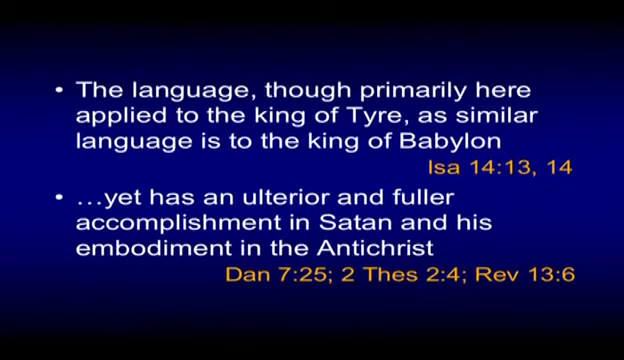 • The language, though primarily here
applied to the king of Tyre, as similar
language is to the king of Babylon
Isa 14:13, 14
• …yet has an ulterior and fuller
accomplishment in Satan and his
embodiment in the Antichrist
Dan 7:25; 2 Thes 2:4; Rev 13:6